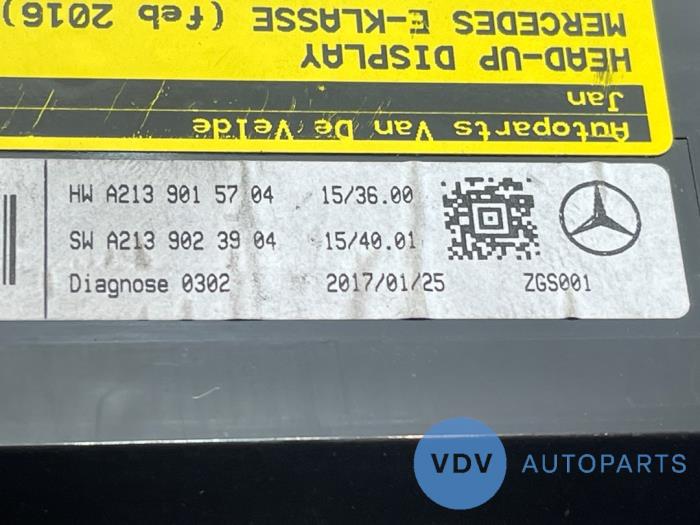 Autoparts Van De Velde
Jan
HEAD-UP DISPLAY
MERCEDES E-KLASSE (feb 2016)
HW A213 901 57 04 15/36.00
SW A213 902 39 04 15/40.01
Diagnose 0302 2017/01/25 ZGS001
VDV AUTOPARTS